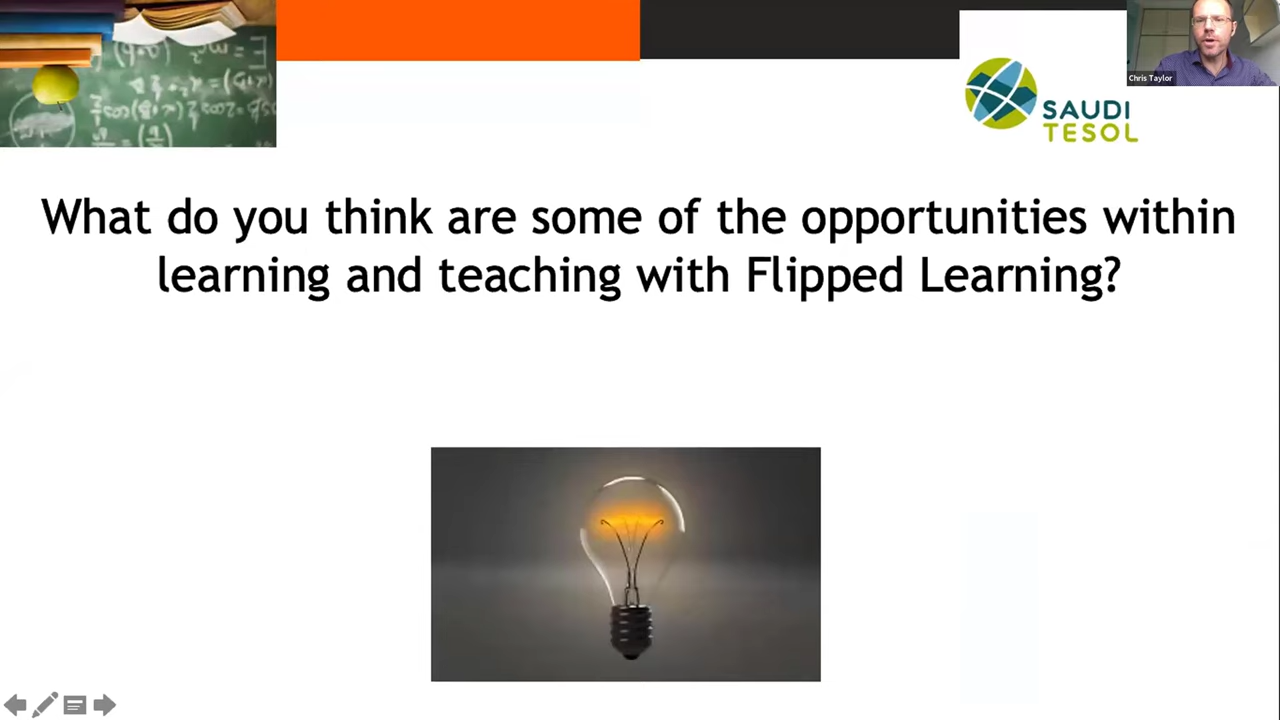 Chris Taylor
SAUDI
TESOL
What do you think are some of the opportunities within
learning and teaching with Flipped Learning?